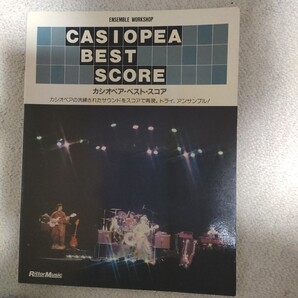 ENSEMBLE WORKSHOP
CASIOPEA
BEST
SCORE
カシオペア・ベスト・スコア
カシオペアの洗練されたサウンドをスコアで再現。トライ、アンサンブル!
Rittor Music